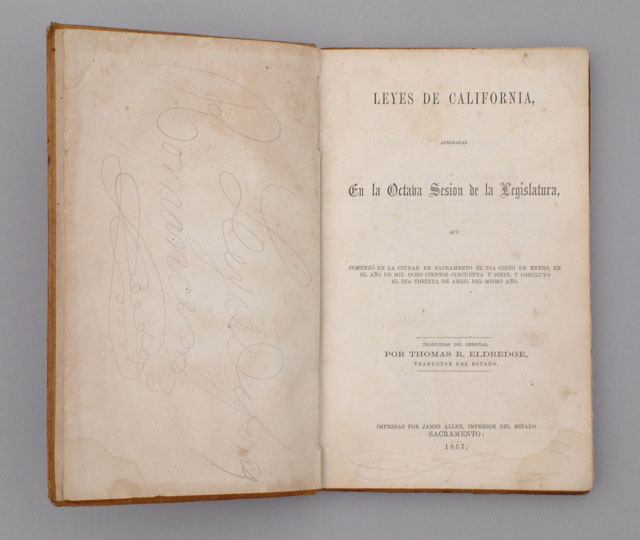 LEYES DE CALIFORNIA,
APROBADAS
En la Octava Sesion de la Legislatura,
QUE
COMENZÓ EN LA CIUDAD DE SACRAMENTO EL DIA CINCO DE ENERO, EN
EL AÑO DE MIL OCHO CIENTOS CINCUENTA Y SIETE, Y CONCLUYO
EL DIA TREINTA DE ABRIL DEL MISMO AÑO.
TRADUCIDAS DEL ORIGINAL
POR THOMAS R. ELDREDGE,
TRADUCTOR DEL ESTADO.
IMPRESAS POR JAMES ALLEN, IMPRESOR DEL ESTADO.
SACRAMENTO:
1857.